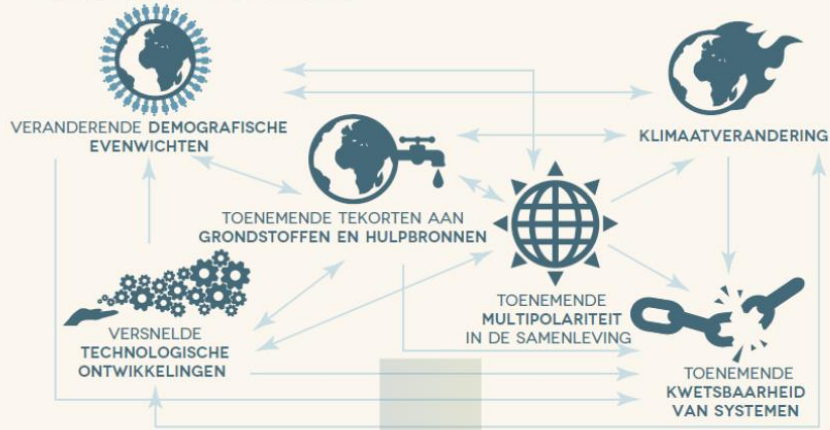 VERANDERENDE DEMOGRAFISCHE
EVENWICHTEN
KLIMAATVERANDERING
TOENEMENDE TEKORTEN AAN
GRONDSTOFFEN EN HULPBRONNEN
TOENEMENDE
MULTIPOLARITEIT
IN DE SAMENLEVING
VERSNELDE
TECHNOLOGISCHE
ONTWIKKELINGEN
TOENEMENDE
KWETSBAARHEID
VAN SYSTEMEN